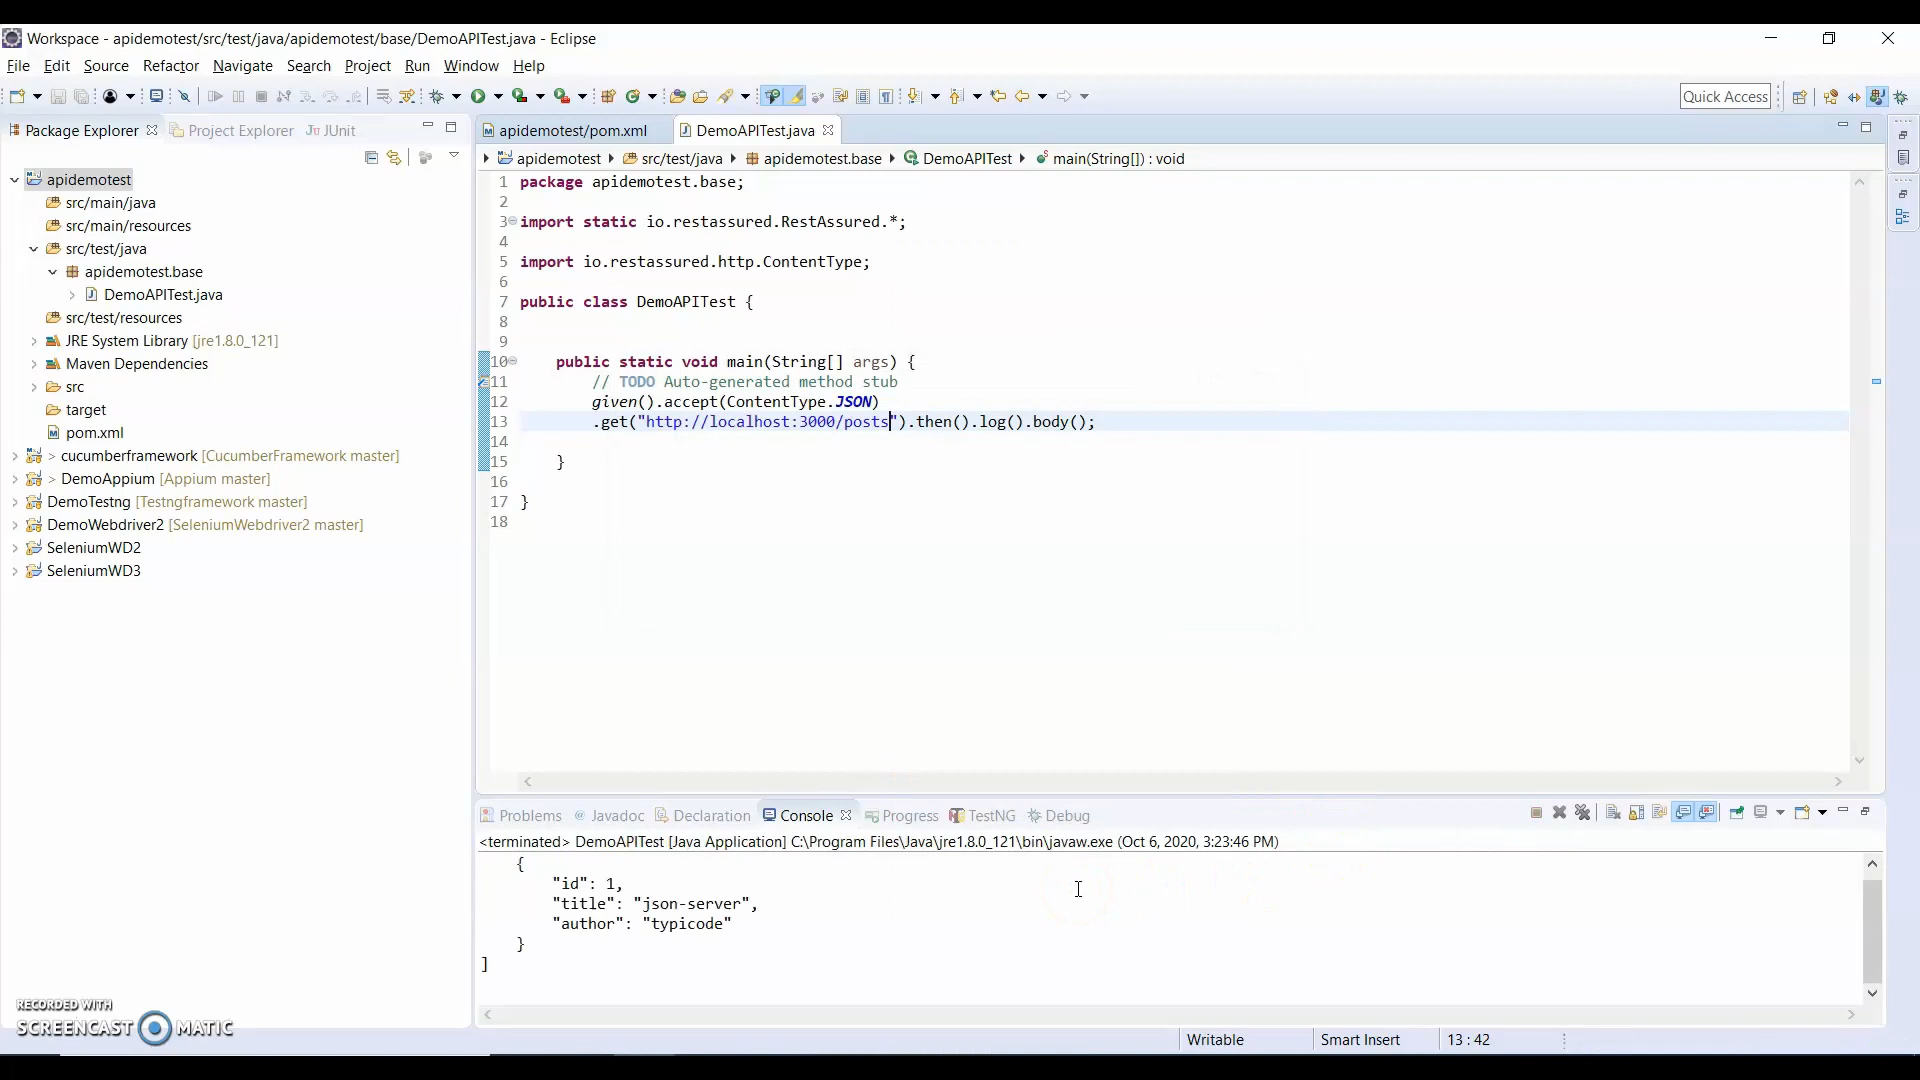 Workspace - apidemotest/src/test/java/apidemotest/base/DemoAPITest.java - Eclipse
File Edit Source Refactor Navigate Search Project Run Window Help
Quick Access
Package Explorer Project Explorer JUnit
apidemotest
src/main/java
src/main/resources
src/test/java
apidemotest.base
DemoAPITest.java
src/test/resources
JRE System Library [jre1.8.0_121]
Maven Dependencies
src
target
pom.xml
> cucumberframework [CucumberFramework master]
> DemoAppium [Appium master]
DemoTestng [Testngframework master]
DemoWebdriver2 [SeleniumWebdriver2 master]
SeleniumWD2
SeleniumWD3
apidemotest/pom.xml DemoAPITest.java
apidemotest src/test/java apidemotest.base DemoAPITest main(String[]) : void
1 package apidemotest.base;
2
3 import static io.restassured.RestAssured.*;
4
5 import io.restassured.http.ContentType;
6
7 public class DemoAPITest {
8
9
10 public static void main(String[] args) {
11 // TODO Auto-generated method stub
12 given().accept(ContentType.JSON)
13 .get("http://localhost:3000/posts").then().log().body();
14
15 }
16
17 }
18
Problems Javadoc Declaration Console Progress TestNG Debug
<terminated> DemoAPITest [Java Application] C:\Program Files\Java\jre1.8.0_121\bin\javaw.exe (Oct 6, 2020, 3:23:46 PM)
{
"id": 1,
"title": "json-server",
"author": "typicode"
}
]
RECORDED WITH
SCREENCAST MATIC
Writable Smart Insert 13 : 42